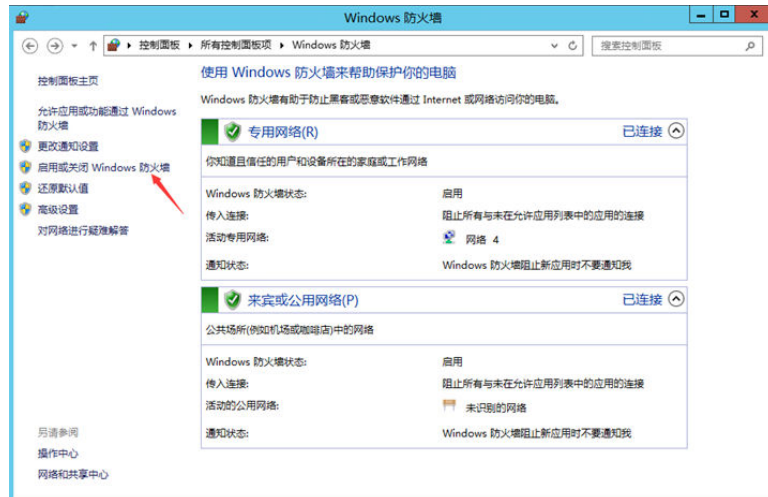 Windows 防火墙
控制面板 ▸ 所有控制面板项 ▸ Windows 防火墙
搜索控制面板
控制面板主页
允许应用或功能通过 Windows
防火墙
更改通知设置
启用或关闭 Windows 防火墙
还原默认值
高级设置
对网络进行疑难解答
使用 Windows 防火墙来帮助保护你的电脑
Windows 防火墙有助于防止黑客或恶意软件通过 Internet 或网络访问你的电脑。
专用网络(R) 已连接
你知道且信任的用户和设备所在的家庭或工作网络
Windows 防火墙状态: 启用
传入连接: 阻止所有与未在允许应用列表中的应用的连接
活动专用网络: 网络 4
通知状态: Windows 防火墙阻止新应用时不要通知我
来宾或公用网络(P) 已连接
公共场所(例如机场或咖啡店)中的网络
Windows 防火墙状态: 启用
传入连接: 阻止所有与未在允许应用列表中的应用的连接
活动的公用网络: 未识别的网络
通知状态: Windows 防火墙阻止新应用时不要通知我
另请参阅
操作中心
网络和共享中心